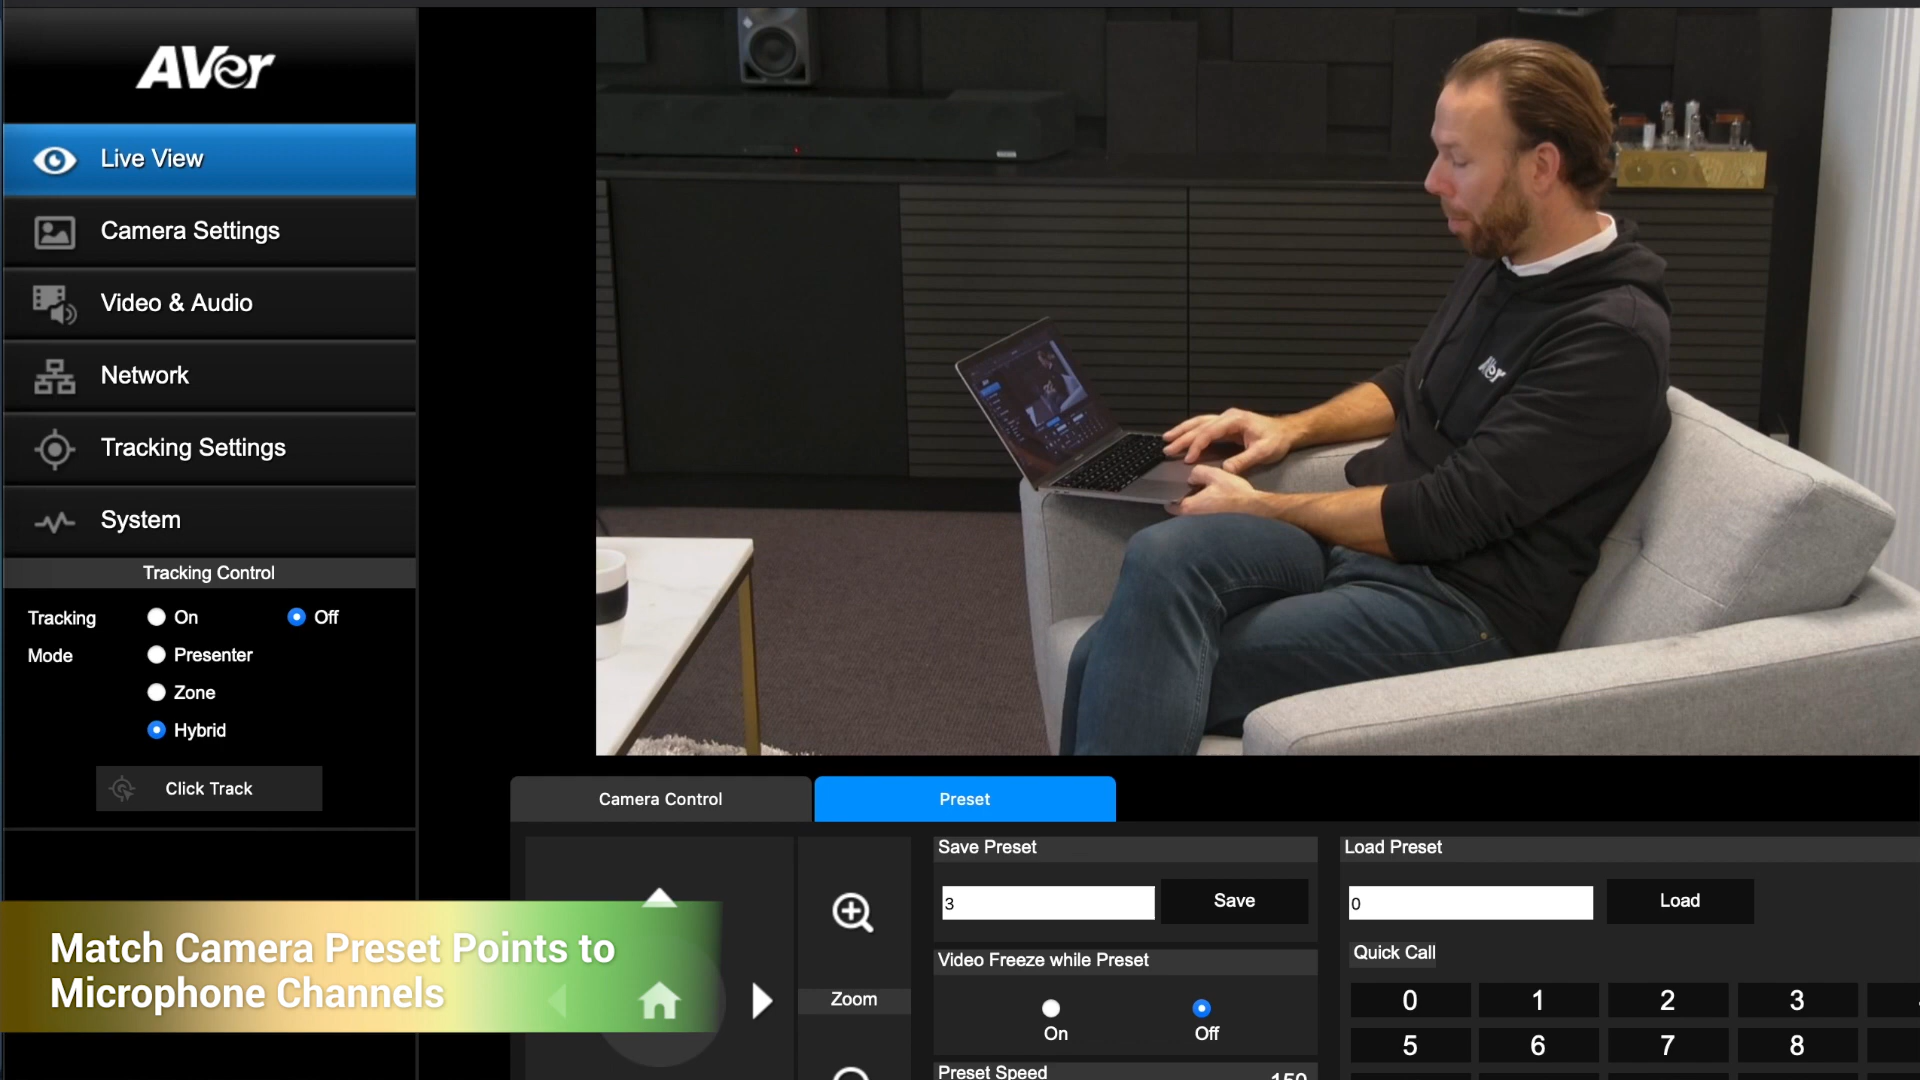 AVer
Live View
Camera Settings
Video & Audio
Network
Tracking Settings
System
Tracking Control
Tracking
On
Off
Mode
Presenter
Zone
Hybrid
Click Track
AVer
Camera Control
Preset
Save Preset
3
Save
Video Freeze while Preset
On
Off
Preset Speed
150
Zoom
Load Preset
0
Load
Quick Call
0 1 2 3
5 6 7 8
Match Camera Preset Points to
Microphone Channels